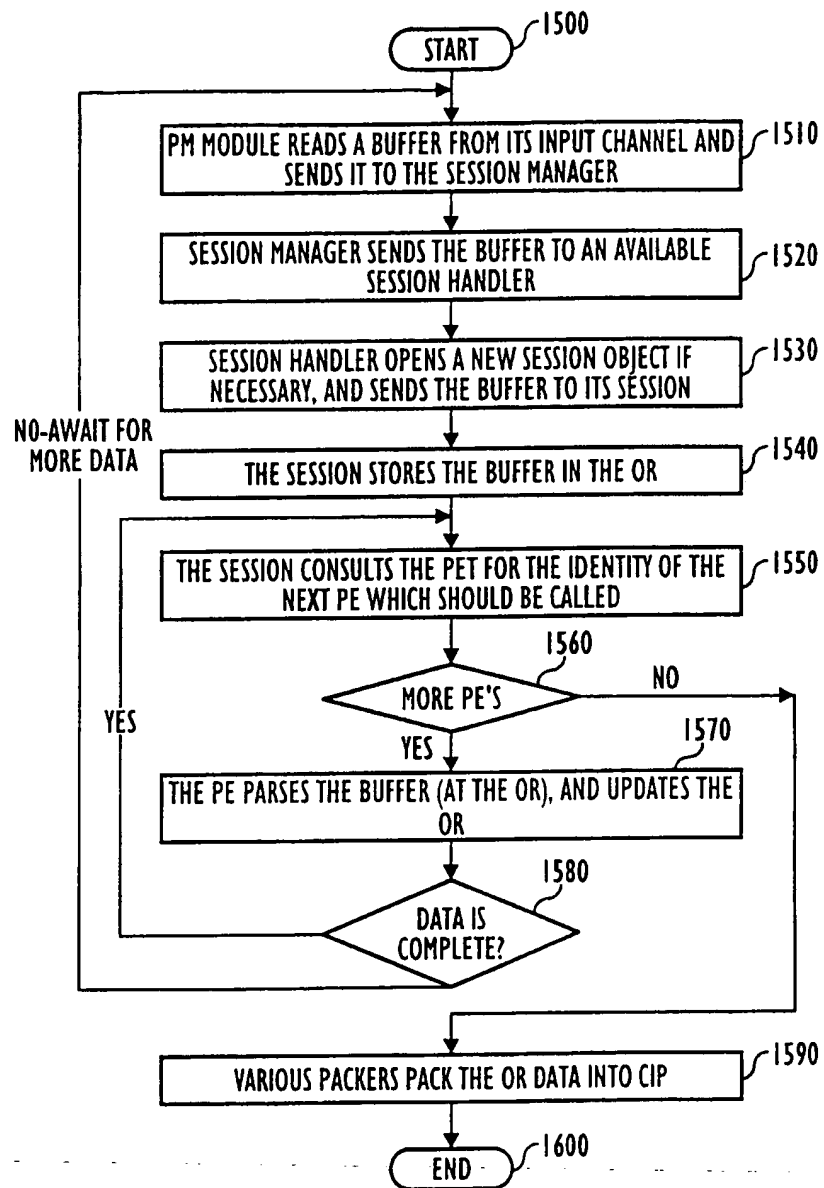 START
1500
PM MODULE READS A BUFFER FROM ITS INPUT CHANNEL AND
SENDS IT TO THE SESSION MANAGER
1510
SESSION MANAGER SENDS THE BUFFER TO AN AVAILABLE
SESSION HANDLER
1520
SESSION HANDLER OPENS A NEW SESSION OBJECT IF
NECESSARY, AND SENDS THE BUFFER TO ITS SESSION
1530
NO-AWAIT FOR
MORE DATA
THE SESSION STORES THE BUFFER IN THE OR
1540
THE SESSION CONSULTS THE PET FOR THE IDENTITY OF THE
NEXT PE WHICH SHOULD BE CALLED
1550
MORE PE'S
1560
NO
YES
YES
1570
THE PE PARSES THE BUFFER (AT THE OR), AND UPDATES THE
OR
DATA IS
COMPLETE?
1580
VARIOUS PACKERS PACK THE OR DATA INTO CIP
1590
END
1600